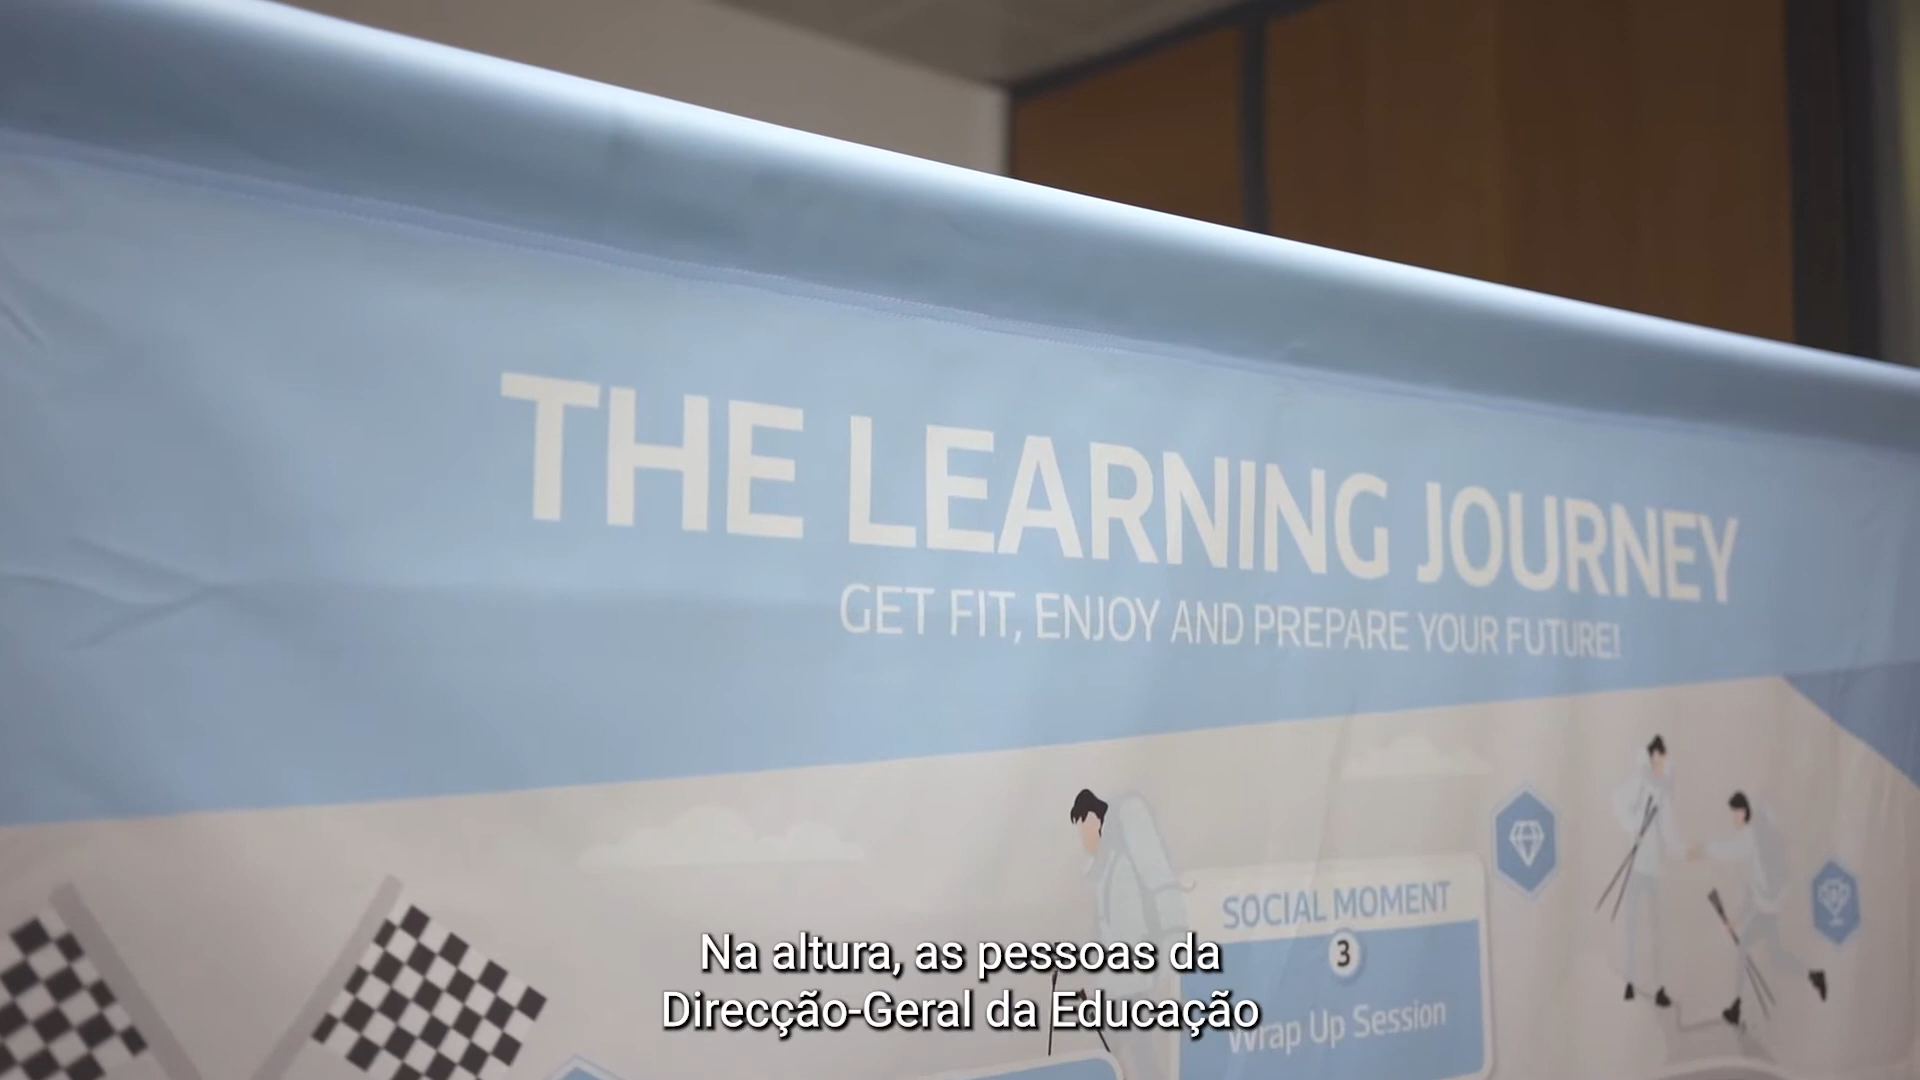 THE LEARNING JOURNEY
GET FIT, ENJOY AND PREPARE YOUR FUTURE!
SOCIAL MOMENT
3
Wrap Up Session
Na altura, as pessoas da
Direcção-Geral da Educação